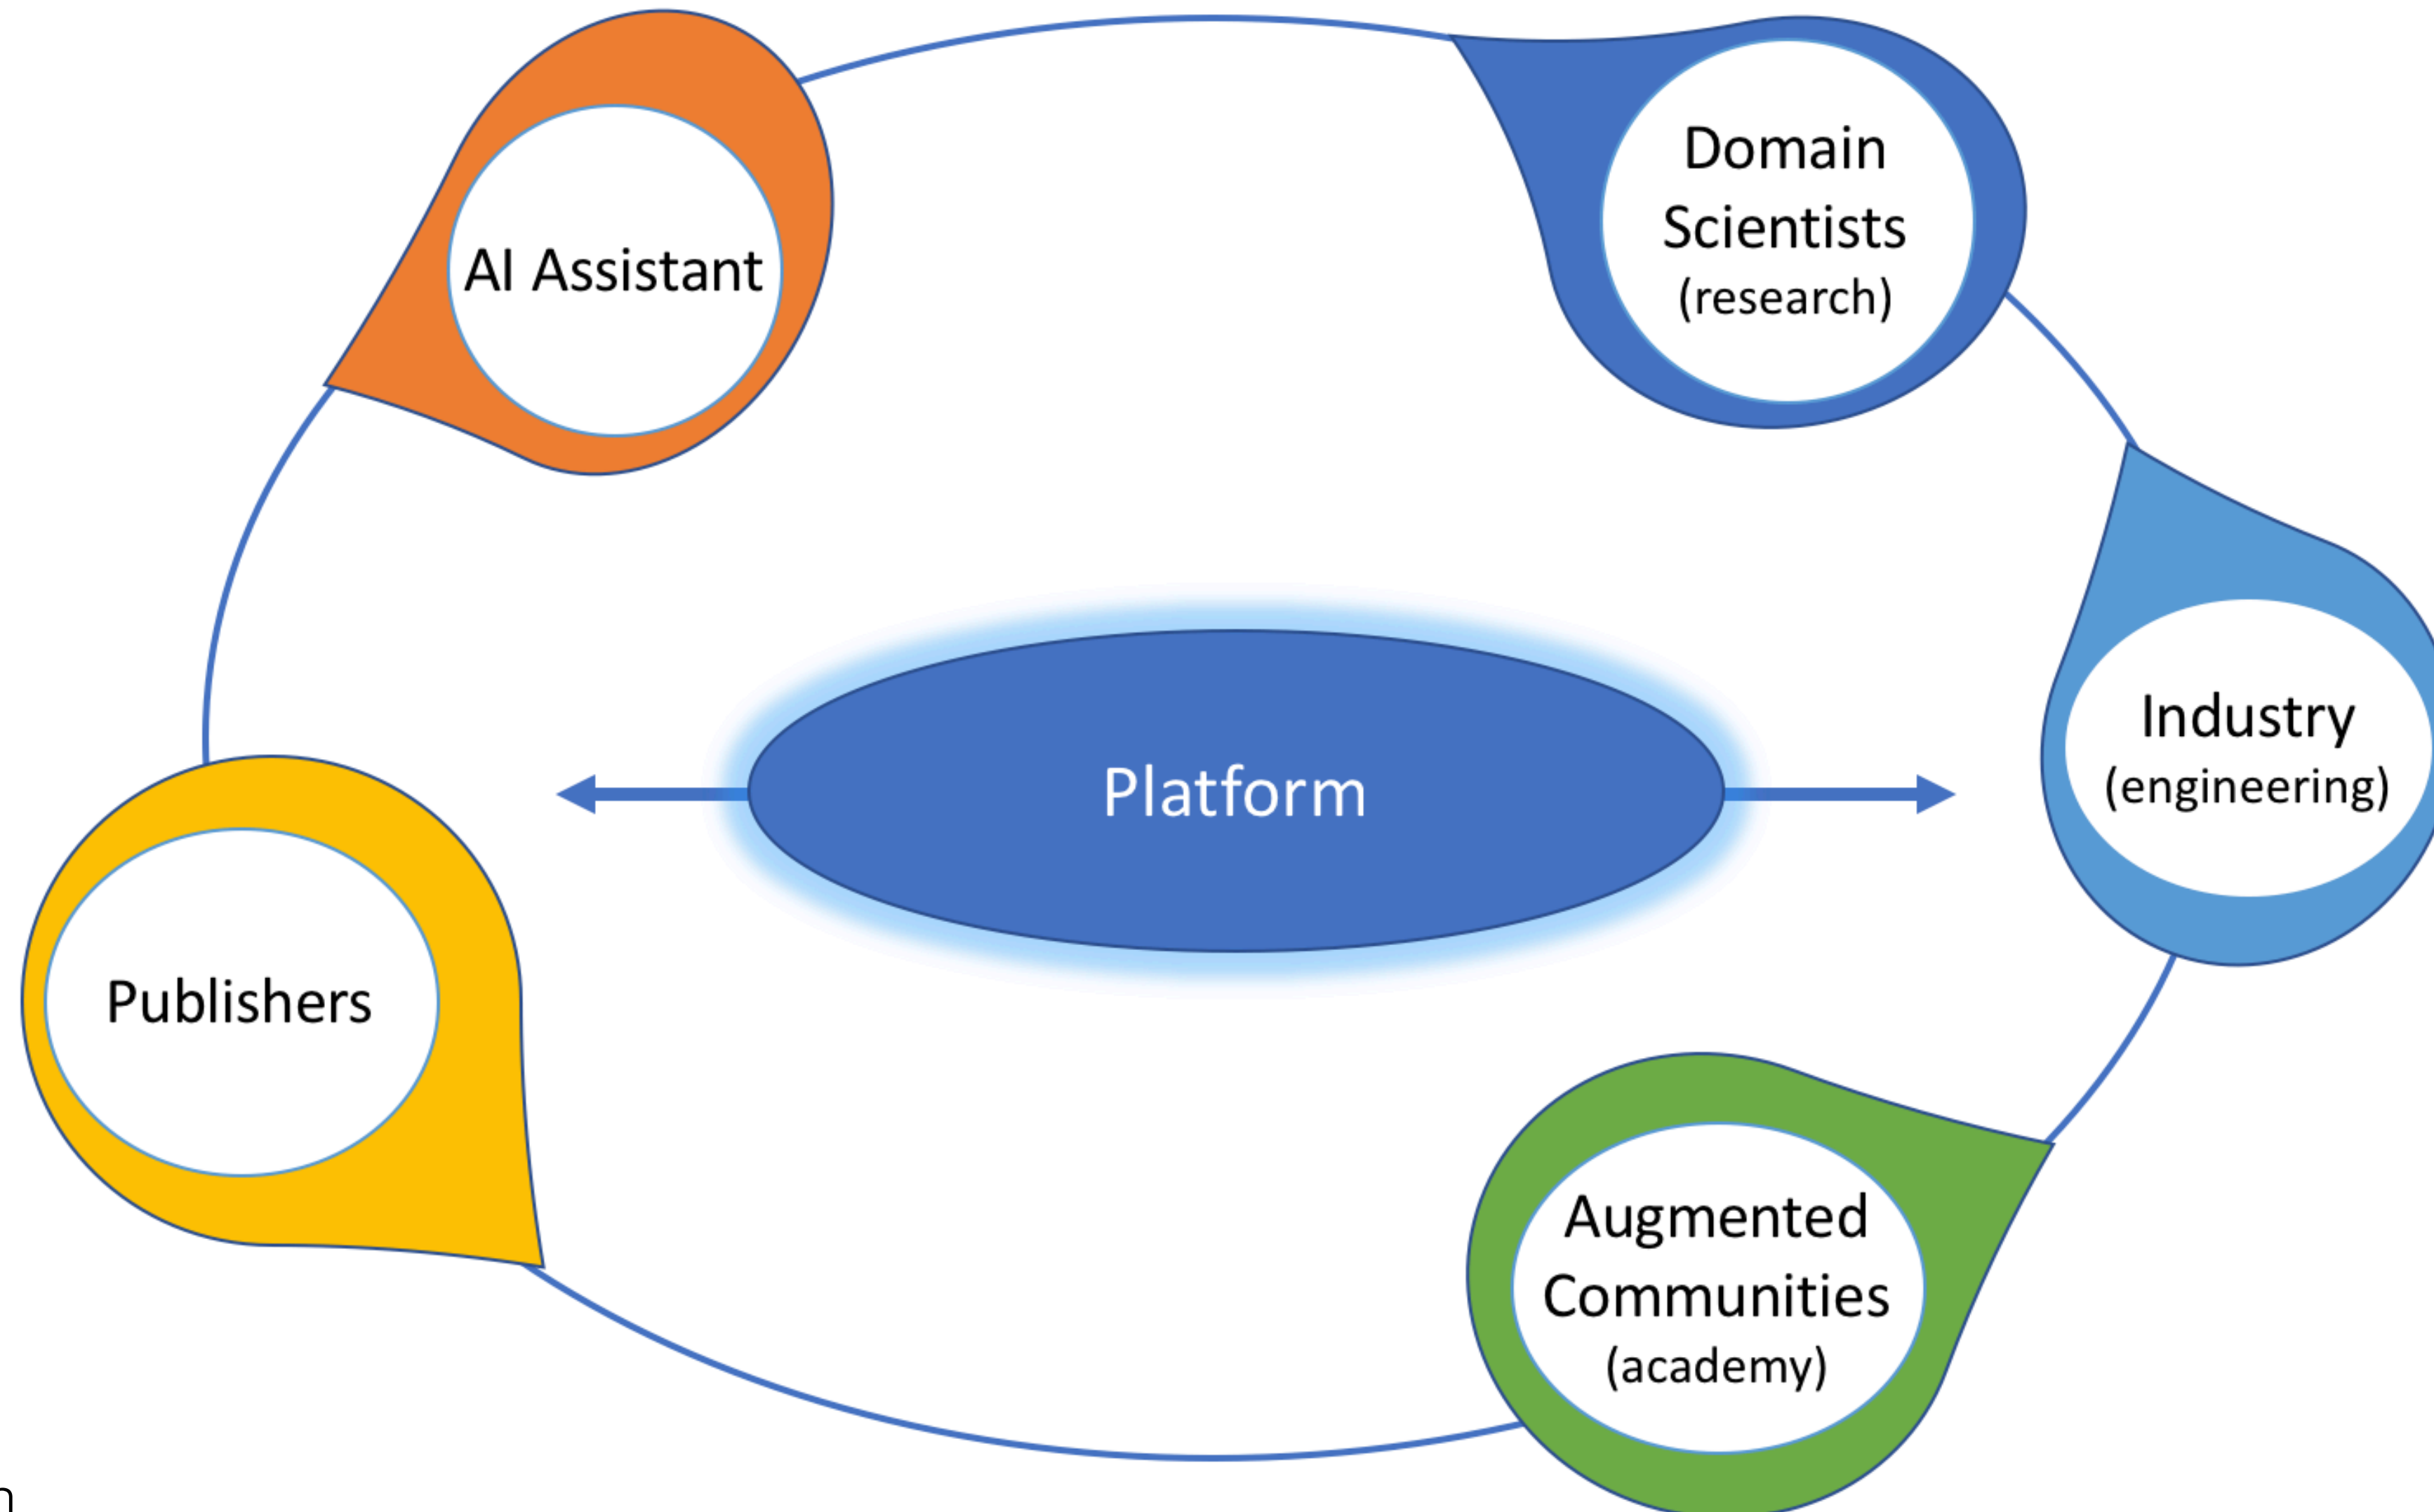 AI Assistant
Domain
Scientists
(research)
Industry
(engineering)
Platform
Publishers
Augmented
Communities
(academy)